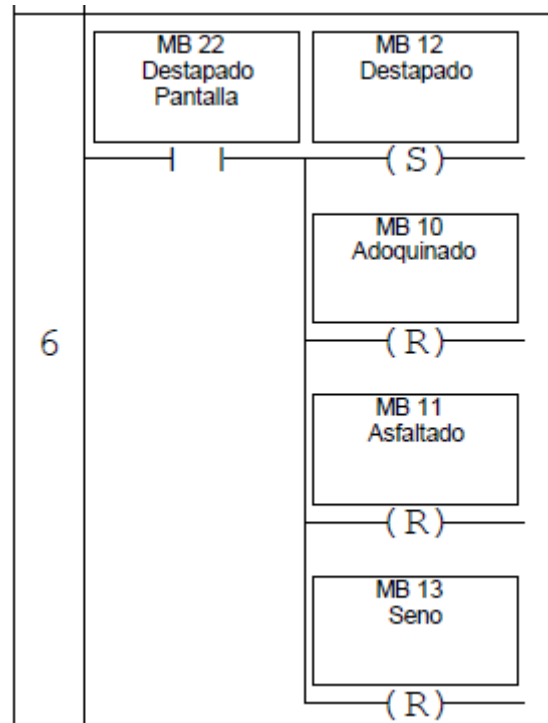 MB 22
Destapado
Pantalla
MB 12
Destapado
(S)
MB 10
Adoquinado
6
(R)
MB 11
Asfaltado
(R)
MB 13
Seno
(R)